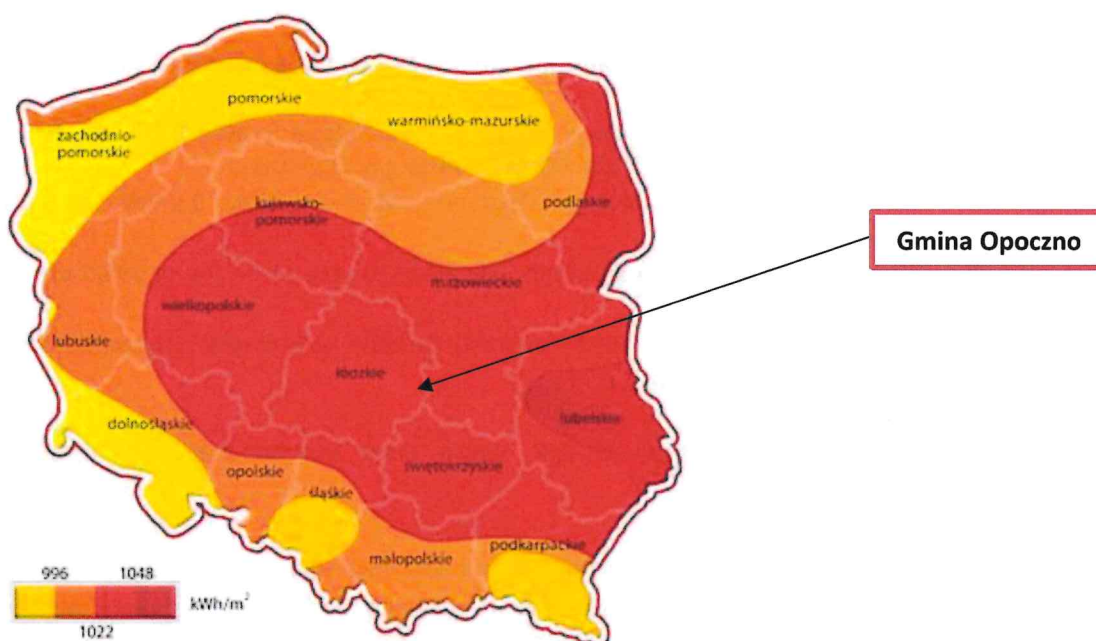 pomorskie
warmińsko-mazurskie
zachodnio-
pomorskie
kujawsko-
pomorskie
podlaskie
Gmina Opoczno
mazowieckie
wielkopolskie
lubuskie
łódzkie
lubelskie
dolnośląskie
opolskie
świętokrzyskie
śląskie
małopolskie
podkarpackie
996 1048
kWh/m²
1022